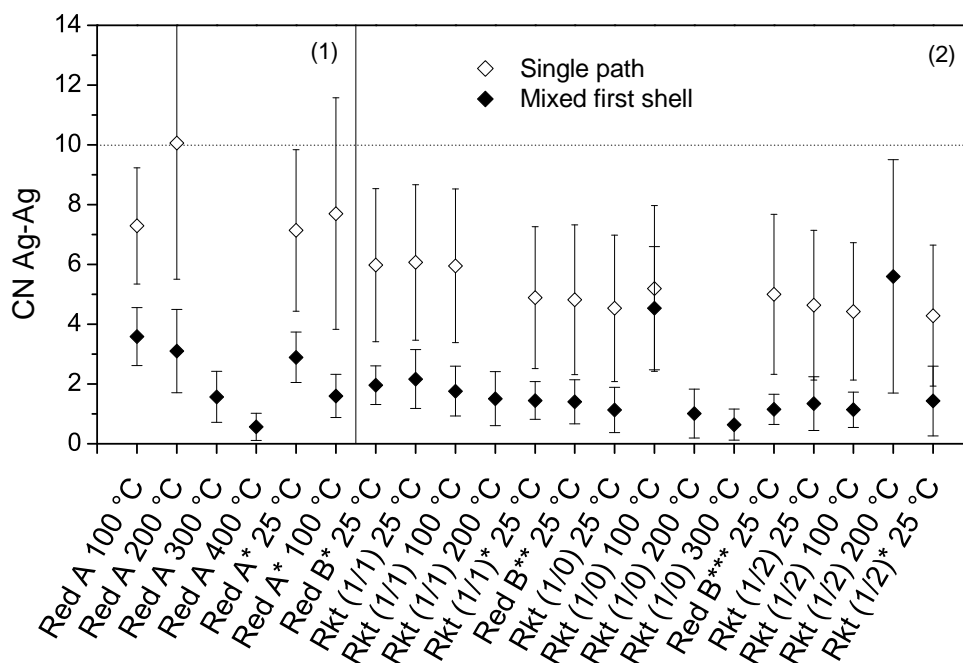 14
12
10
8
6
4
2
0
CN Ag-Ag
(1)
(2)
Single path
Mixed first shell
Red A 100 °C
Red A 200 °C
Red A 300 °C
Red A 400 °C
Red A* 25 °C
Red A* 100 °C
Red B* 25 °C
Rkt (1/1) 25 °C
Rkt (1/1) 100 °C
Rkt (1/1) 200 °C
Rkt (1/1)* 25 °C
Red B** 25 °C
Rkt (1/0) 25 °C
Rkt (1/0) 100 °C
Rkt (1/0) 200 °C
Rkt (1/0) 300 °C
Red B*** 25 °C
Rkt (1/2) 25 °C
Rkt (1/2) 100 °C
Rkt (1/2) 200 °C
Rkt (1/2)* 25 °C